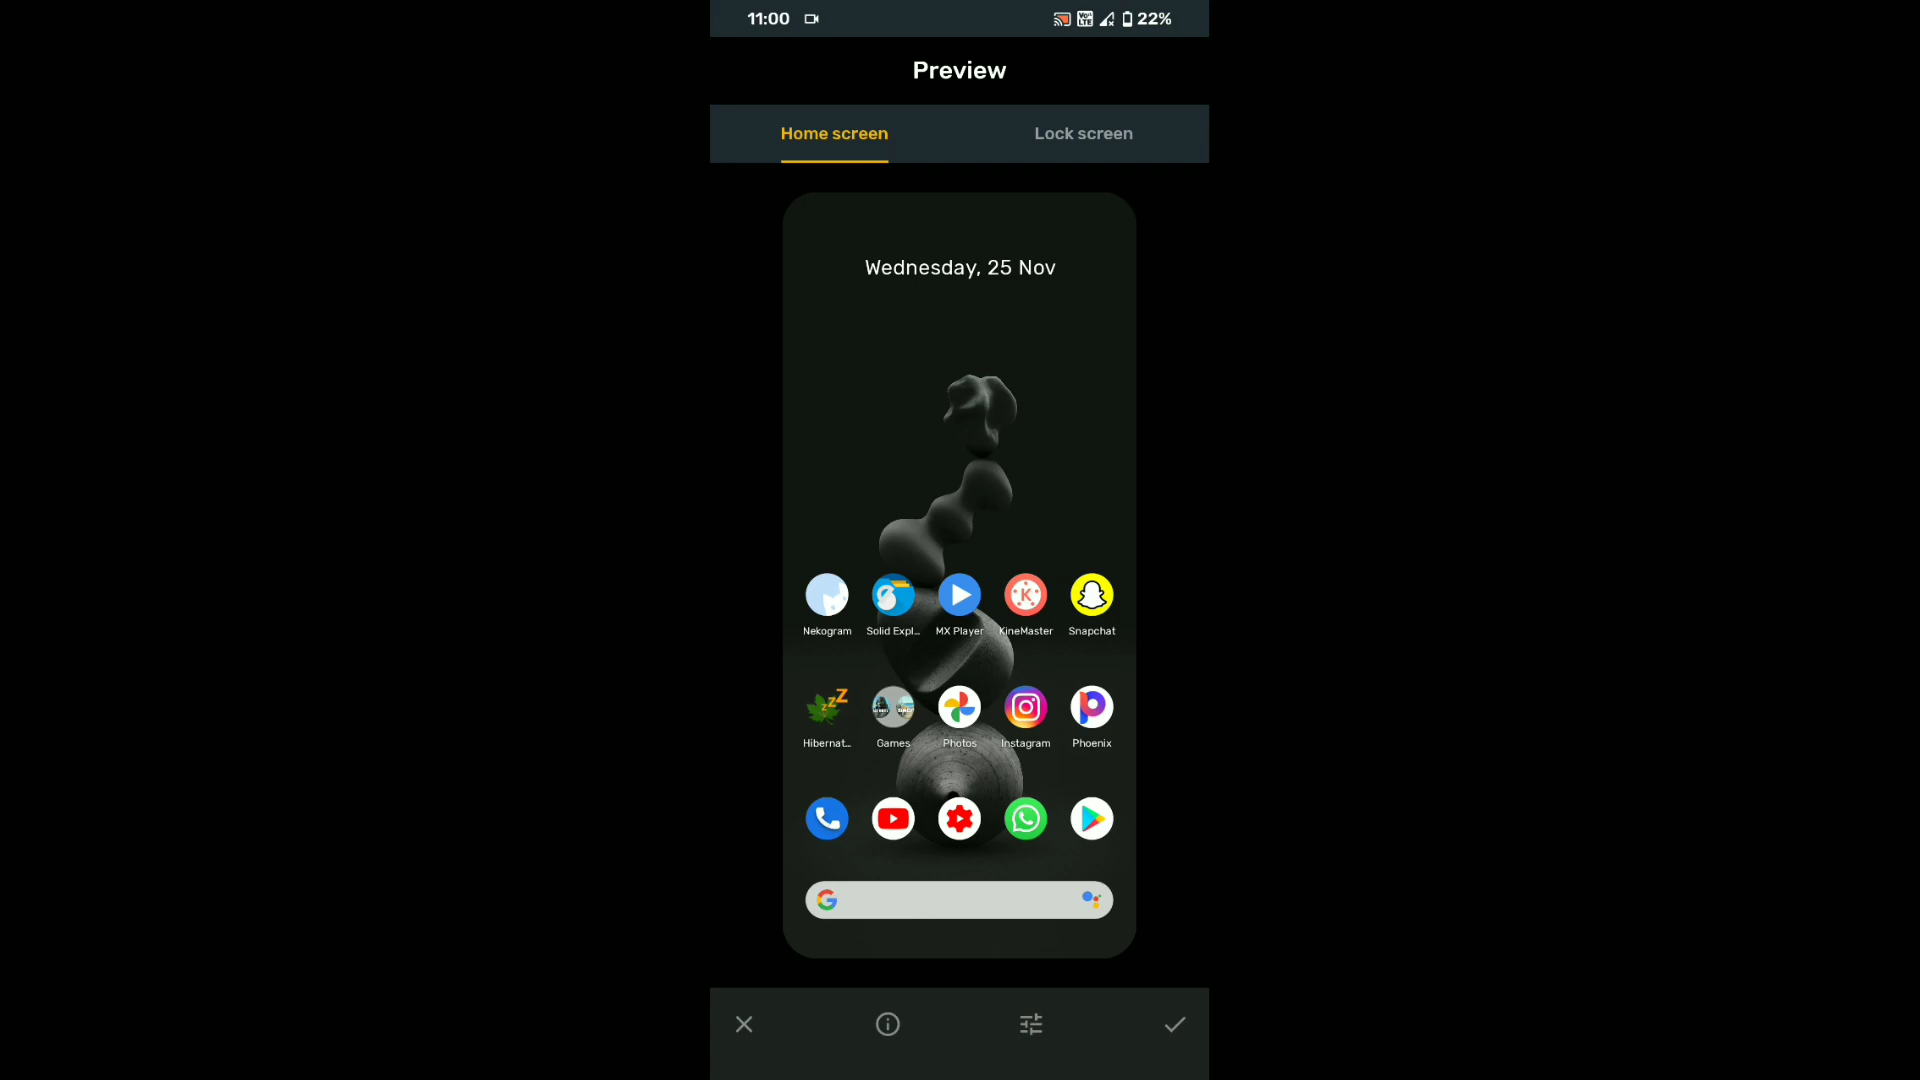 11:00 22%
Preview
Home screen Lock screen
Wednesday, 25 Nov
Nekogram Solid Expl... MX Player KineMaster Snapchat
Hibernat... Games Photos Instagram Phoenix